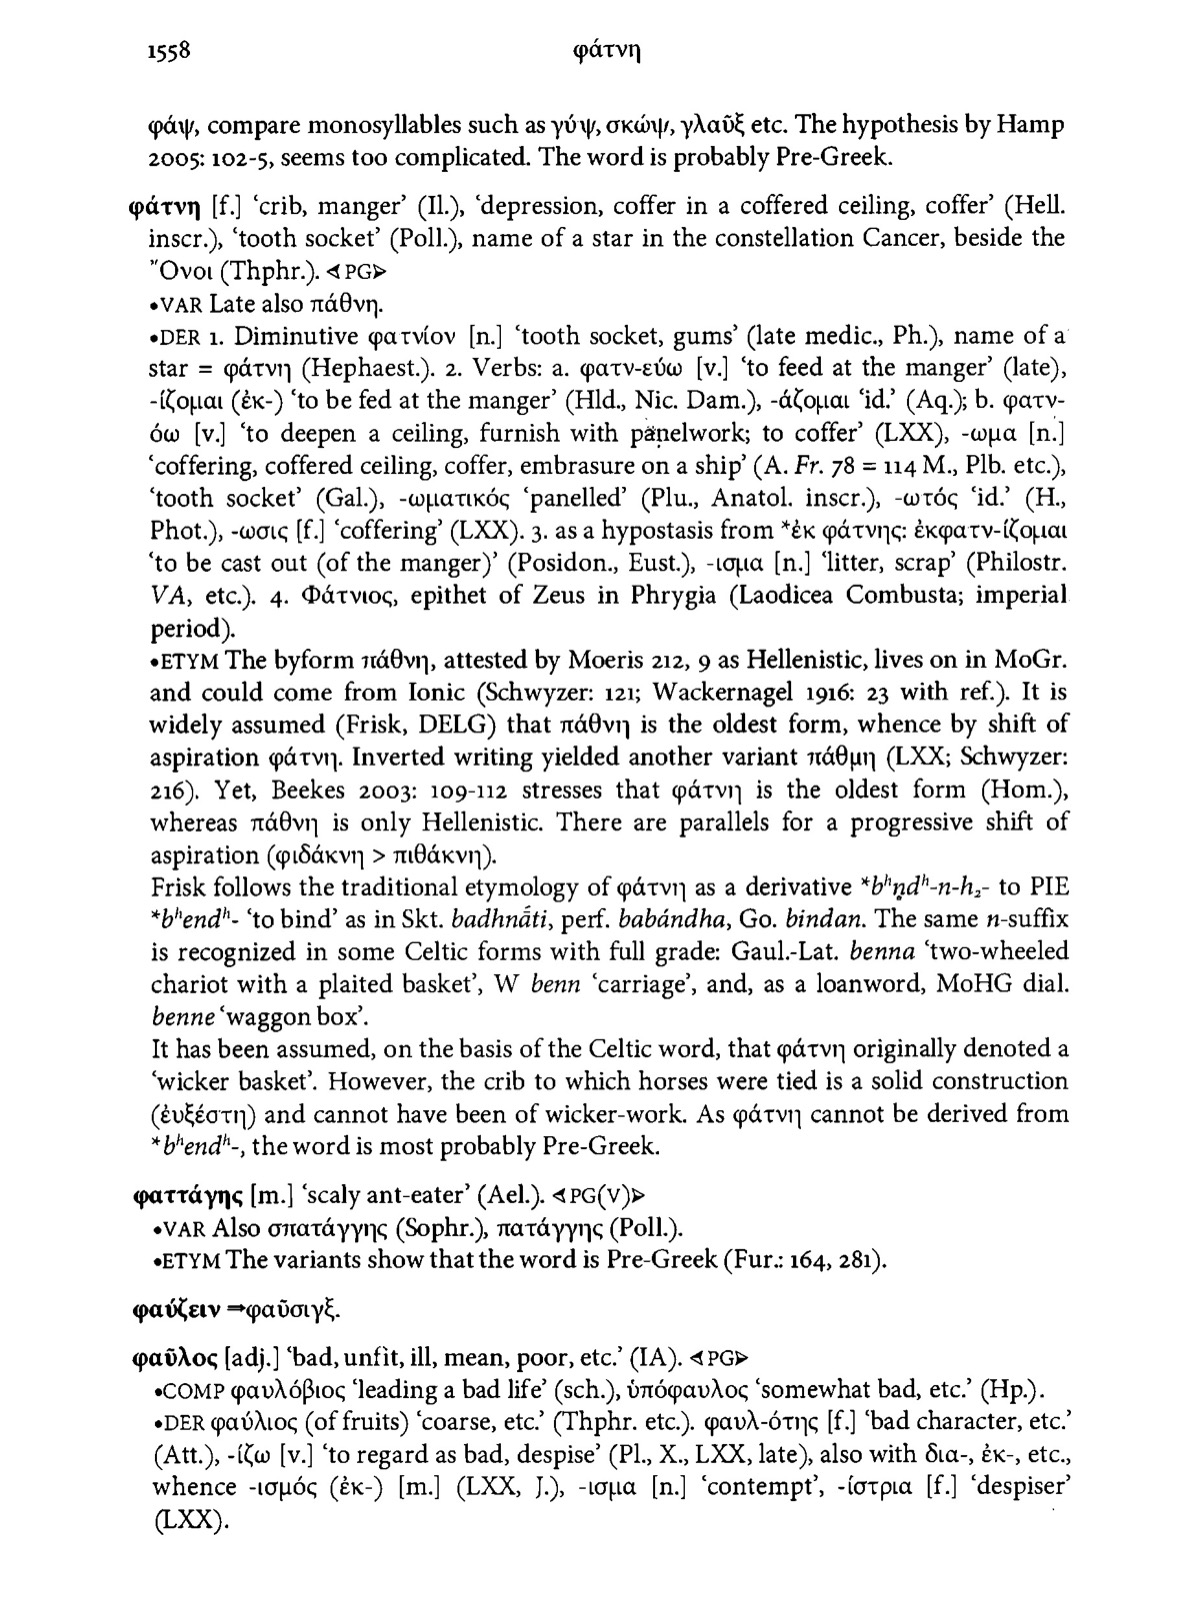 1558 φάτνη
φάψ, compare monosyllables such as γύψ, σκώψ, γλαῦξ etc. The hypothesis by Hamp
2005: 102-5, seems too complicated. The word is probably Pre-Greek.
φάτνη [f.] ‘crib, manger’ (Il.), ‘depression, coffer in a coffered ceiling, coffer’ (Hell.
inscr.), ‘tooth socket’ (Poll.), name of a star in the constellation Cancer, beside the
Ὄνοι (Thphr.). ⊲PG⊳
•VAR Late also πάθνη.
•DER 1. Diminutive φατνίον [n.] ‘tooth socket, gums’ (late medic., Ph.), name of a
star = φάτνη (Hephaest.). 2. Verbs: a. φατν-εύω [v.] ‘to feed at the manger’ (late),
-ίζομαι (ἐκ-) ‘to be fed at the manger’ (Hld., Nic. Dam.), -άζομαι ‘id.’ (Aq.); b. φατν-
όω [v.] ‘to deepen a ceiling, furnish with panelwork; to coffer’ (LXX), -ωμα [n.]
‘coffering, coffered ceiling, coffer, embrasure on a ship’ (A. Fr. 78 = 114 M., Plb. etc.),
‘tooth socket’ (Gal.), -ωματικός ‘panelled’ (Plu., Anatol. inscr.), -ωτός ‘id.’ (H.,
Phot.), -ωσις [f.] ‘coffering’ (LXX). 3. as a hypostasis from *ἐκ φάτνης: ἐκφατν-ίζομαι
‘to be cast out (of the manger)’ (Posidon., Eust.), -ισμα [n.] ‘litter, scrap’ (Philostr.
VA, etc.). 4. Φάτνιος, epithet of Zeus in Phrygia (Laodicea Combusta; imperial
period).
•ETYM The byform πάθνη, attested by Moeris 212, 9 as Hellenistic, lives on in MoGr.
and could come from Ionic (Schwyzer: 121; Wackernagel 1916: 23 with ref.). It is
widely assumed (Frisk, DELG) that πάθνη is the oldest form, whence by shift of
aspiration φάτνη. Inverted writing yielded another variant πάθμη (LXX; Schwyzer:
216). Yet, Beekes 2003: 109-112 stresses that φάτνη is the oldest form (Hom.),
whereas πάθνη is only Hellenistic. There are parallels for a progressive shift of
aspiration (φιδάκνη > πιθάκνη).
Frisk follows the traditional etymology of φάτνη as a derivative *bʰn̥dʰ-n-h₂- to PIE
*bʰendʰ- ‘to bind’ as in Skt. badhnā́ti, perf. babándha, Go. bindan. The same n-suffix
is recognized in some Celtic forms with full grade: Gaul.-Lat. benna ‘two-wheeled
chariot with a plaited basket’, W benn ‘carriage’, and, as a loanword, MoHG dial.
benne ‘waggon box’.
It has been assumed, on the basis of the Celtic word, that φάτνη originally denoted a
‘wicker basket’. However, the crib to which horses were tied is a solid construction
(ἐυξέστη) and cannot have been of wicker-work. As φάτνη cannot be derived from
*bʰendʰ-, the word is most probably Pre-Greek.
φαττάγης [m.] ‘scaly ant-eater’ (Ael.). ⊲PG(V)⊳
•VAR Also σπατάγγης (Sophr.), πατάγγης (Poll.).
•ETYM The variants show that the word is Pre-Greek (Fur.: 164, 281).
φαύζειν ⇒φαῦσιγξ.
φαῦλος [adj.] ‘bad, unfit, ill, mean, poor, etc.’ (IA). ⊲PG⊳
•COMP φαυλόβιος ‘leading a bad life’ (sch.), ὑπόφαυλος ‘somewhat bad, etc.’ (Hp.).
•DER φαύλιος (of fruits) ‘coarse, etc.’ (Thphr. etc.). φαυλ-ότης [f.] ‘bad character, etc.’
(Att.), -ίζω [v.] ‘to regard as bad, despise’ (Pl., X., LXX, late), also with δια-, ἐκ-, etc.,
whence -ισμός (ἐκ-) [m.] (LXX, J.), -ισμα [n.] ‘contempt’, -ίστρια [f.] ‘despiser’
(LXX).